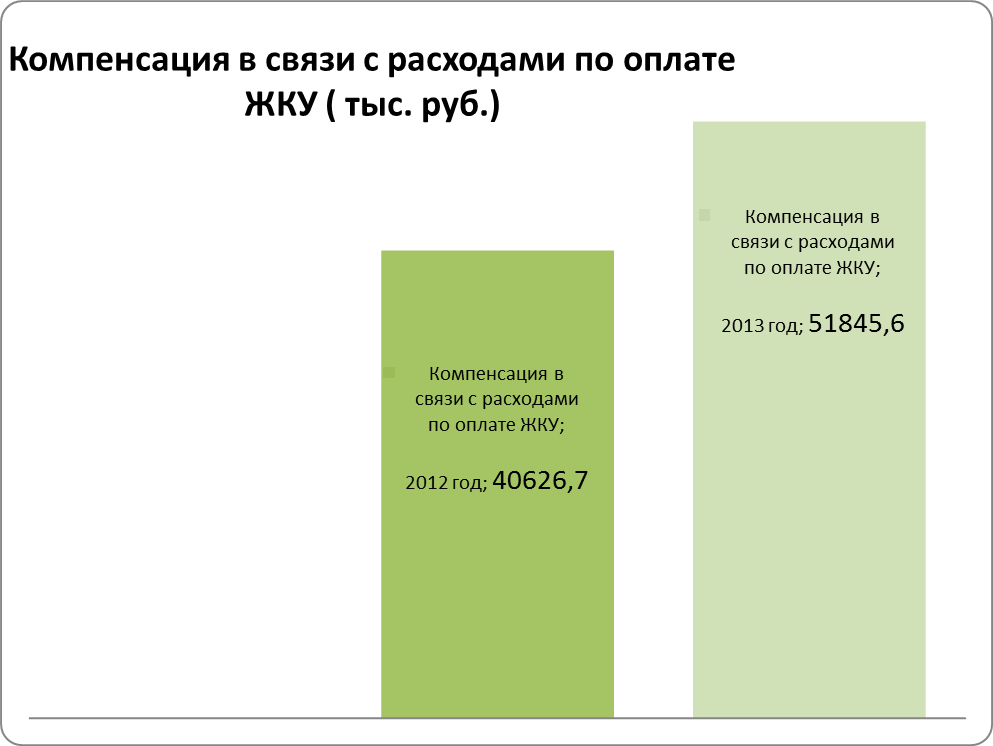 Компенсация в связи с расходами по оплате
ЖКУ ( тыс. руб.)
Компенсация в
связи с расходами
по оплате ЖКУ;
2012 год; 40626,7
Компенсация в
связи с расходами
по оплате ЖКУ;
2013 год; 51845,6